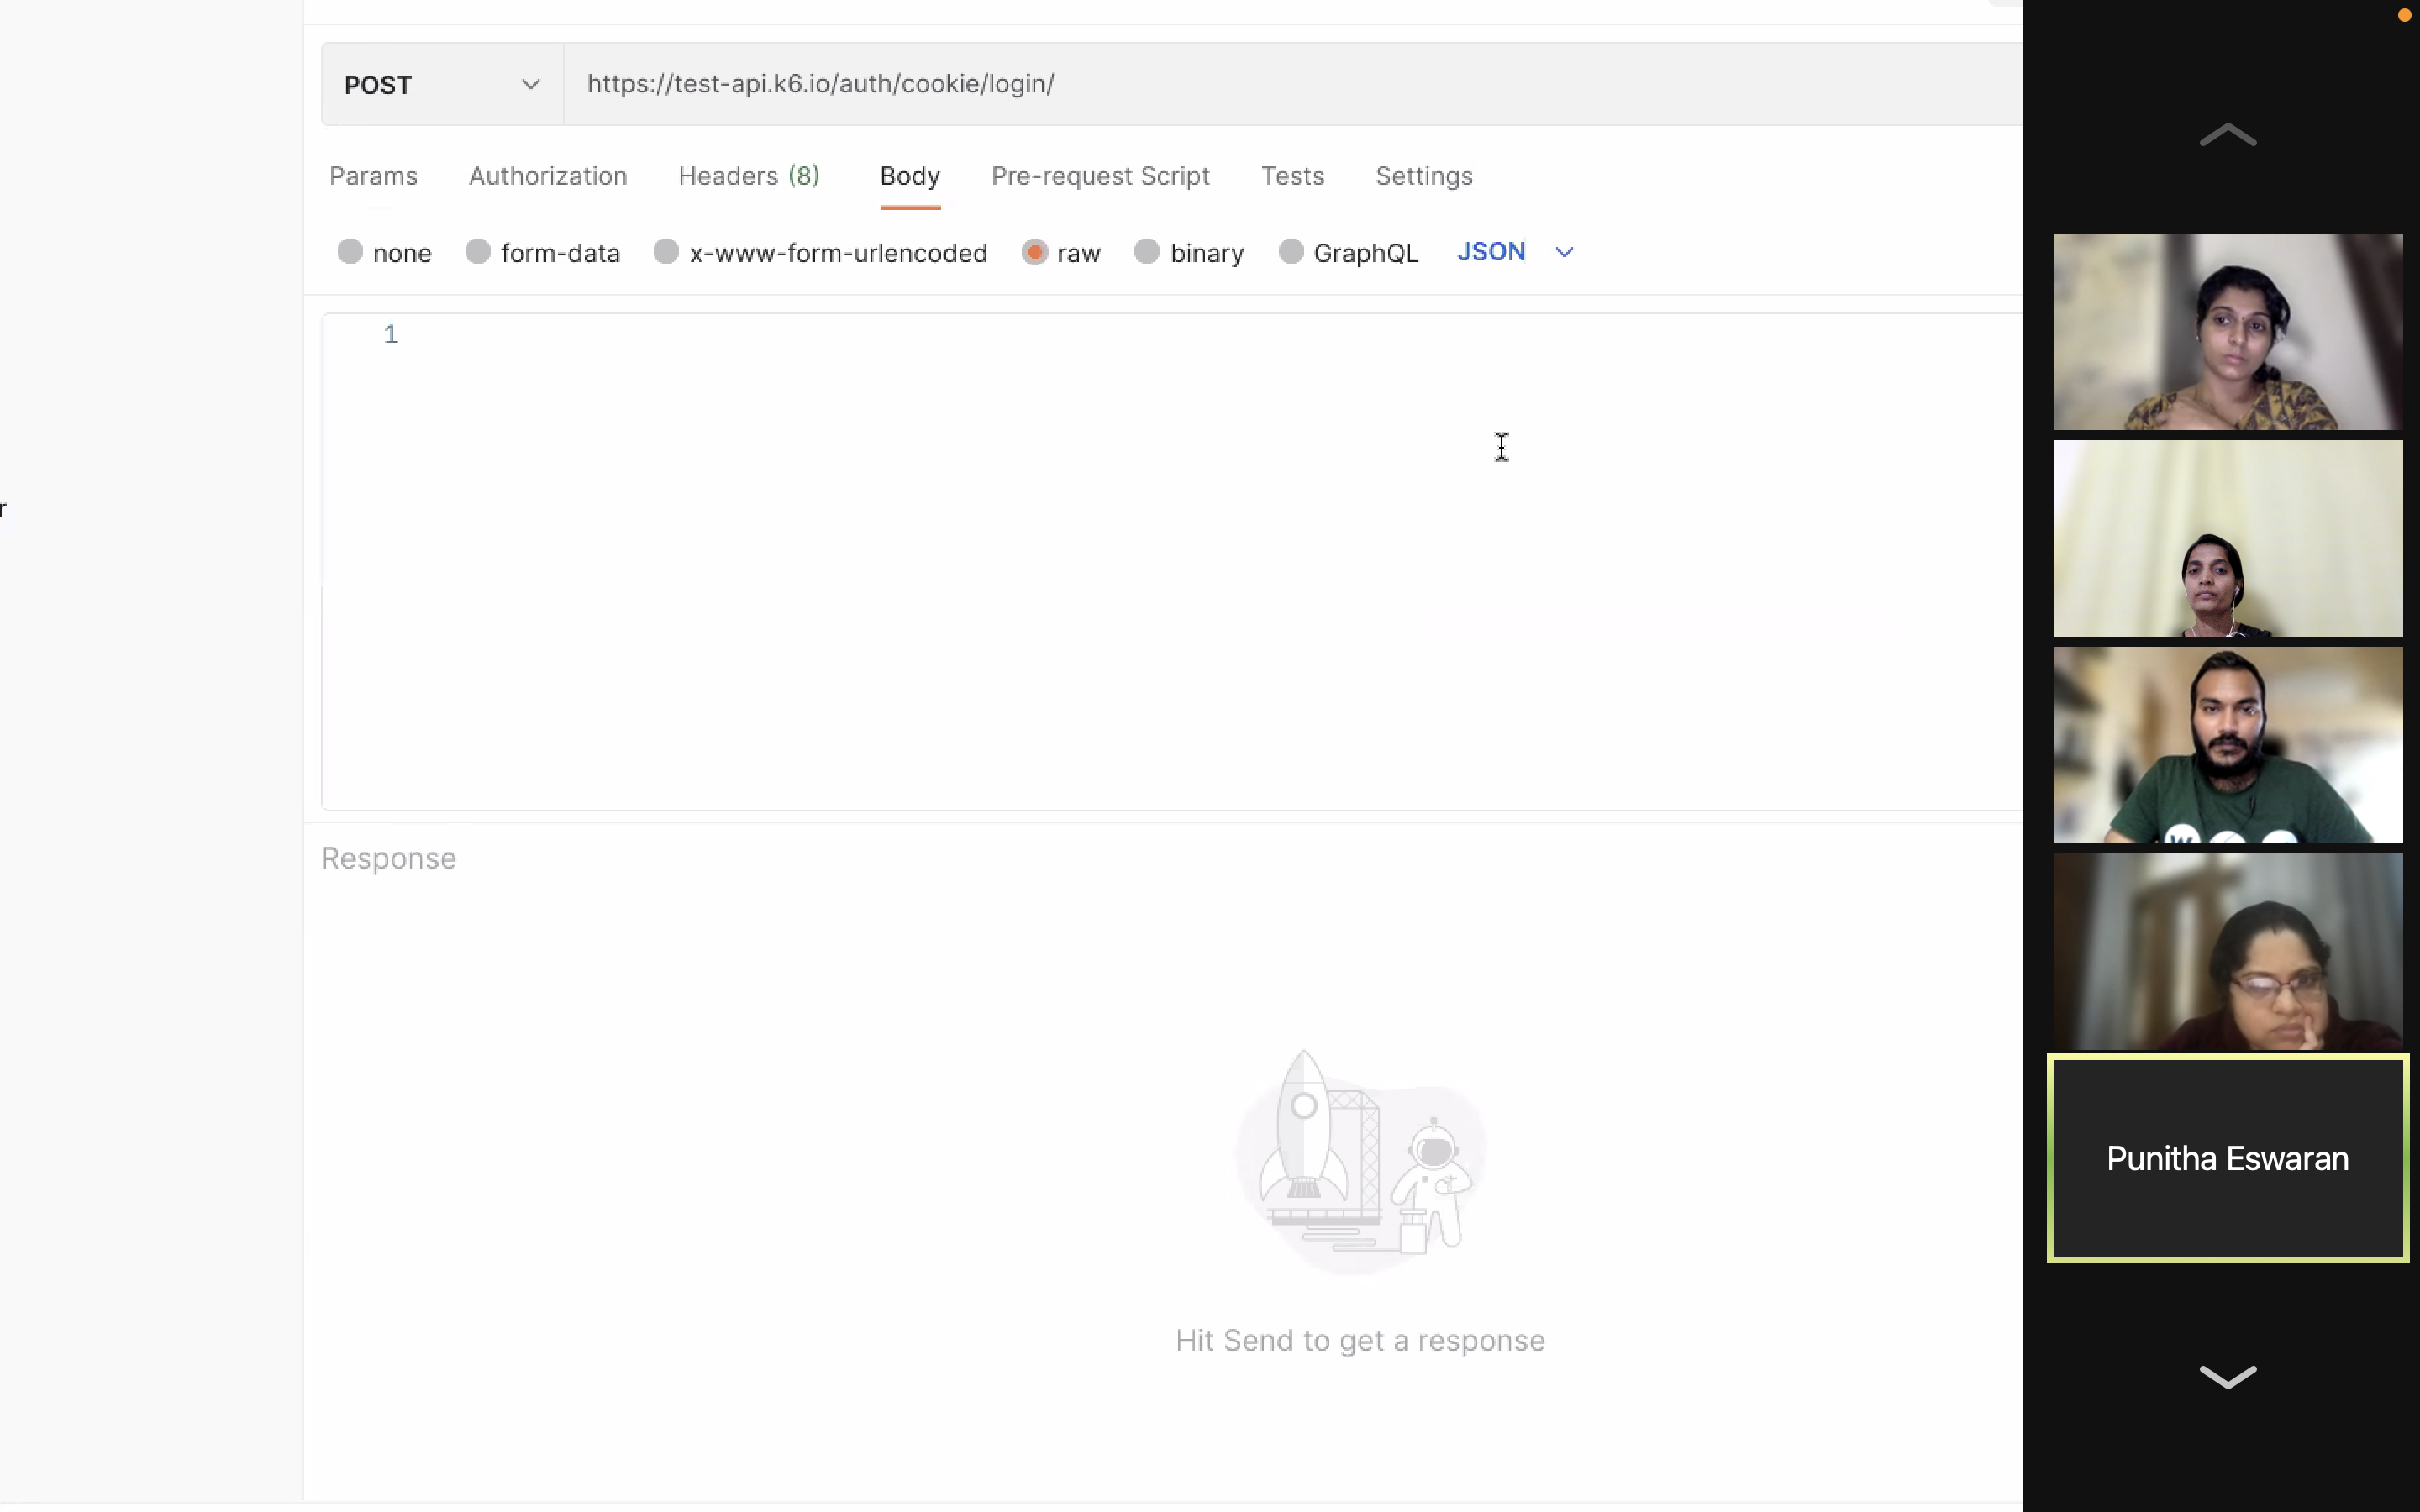 POST
https://test-api.k6.io/auth/cookie/login/
Params Authorization Headers (8) Body Pre-request Script Tests Settings
none form-data x-www-form-urlencoded raw binary GraphQL JSON
1
r
Response
Hit Send to get a response
Punitha Eswaran